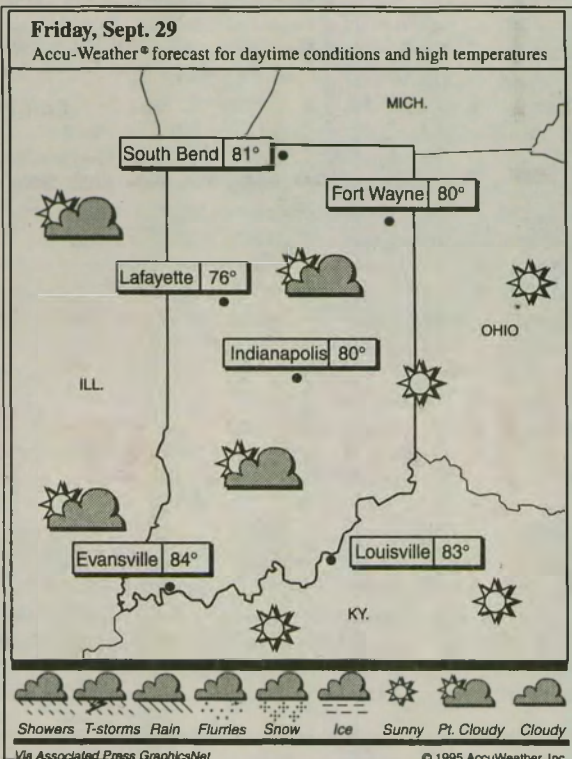 Friday, Sept. 29
Accu-Weather® forecast for daytime conditions and high temperatures
MICH.
South Bend 81°
Fort Wayne 80°
Lafayette 76°
OHIO
Indianapolis 80°
ILL.
Evansville 84°
Louisville 83°
KY.
Showers T-storms Rain Flurries Snow Ice Sunny Pt. Cloudy Cloudy
Via Associated Press GraphicsNet © 1995 AccuWeather, Inc.